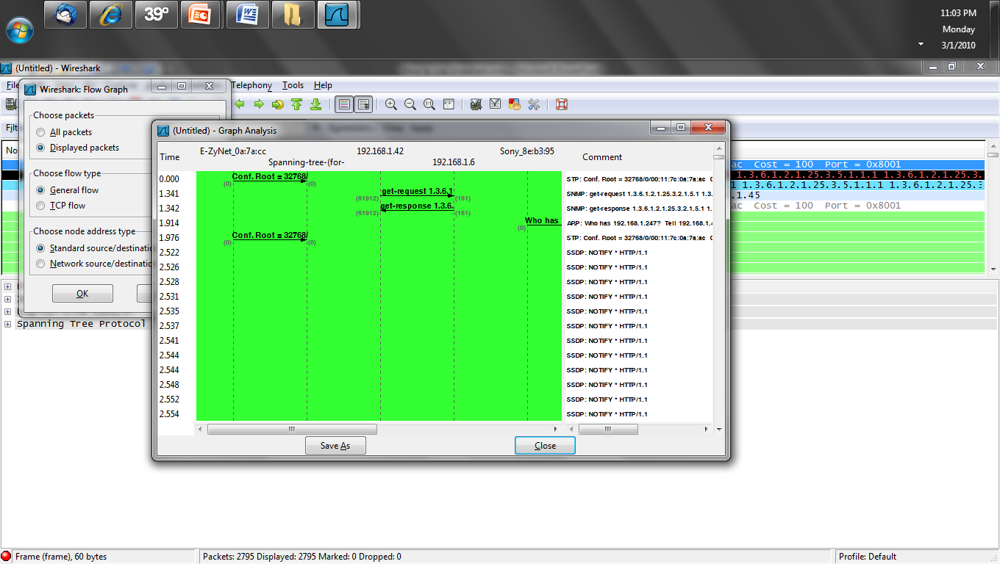 39°
11:03 PM
Monday
3/1/2010
(Untitled) - Wireshark
Telephony Tools Help
Wireshark: Flow Graph
Choose packets
All packets
Displayed packets
Choose flow type
General flow
TCP flow
Choose node address type
Standard source/destinatio
Network source/destination
OK
(Untitled) - Graph Analysis
Time
E-ZyNet_0a:7a:cc 192.168.1.42 Sony_8e:b3:95
Spanning-tree-(for- 192.168.1.6
Comment
0.000 Conf. Root = 32768/ STP: Conf. Root = 32768/0/00:11:7c:0a:7a:ac
1.341 (61912) get-request 1.3.6.1 (161) SNMP: get-request 1.3.6.1.2.1.25.3.2.1.5.1 1.3.
1.342 (61912) get-response 1.3.6. (161) SNMP: get-response 1.3.6.1.2.1.25.3.2.1.5.1
1.914 (0) Who has ARP: Who has 192.168.1.247? Tell 192.168.1.4
1.976 (0) Conf. Root = 32768/ (0) STP: Conf. Root = 32768/0/00:11:7c:0a:7a:ac
2.522 SSDP: NOTIFY * HTTP/1.1
2.526 SSDP: NOTIFY * HTTP/1.1
2.528 SSDP: NOTIFY * HTTP/1.1
2.531 SSDP: NOTIFY * HTTP/1.1
2.535 SSDP: NOTIFY * HTTP/1.1
2.537 SSDP: NOTIFY * HTTP/1.1
2.541 SSDP: NOTIFY * HTTP/1.1
2.544 SSDP: NOTIFY * HTTP/1.1
2.544 SSDP: NOTIFY * HTTP/1.1
2.548 SSDP: NOTIFY * HTTP/1.1
2.552 SSDP: NOTIFY * HTTP/1.1
2.554 SSDP: NOTIFY * HTTP/1.1
Save As
Close
ac Cost = 100 Port = 0x8001
1.3.6.1.2.1.25.3.5.1.1.1 1.3.6.1.2.1.25.3.
1 1.3.6.1.2.1.25.3.5.1.1.1 1.3.6.1.2.1.25.3.
.1.45
ac Cost = 100 Port = 0x8001
Spanning Tree Protocol
Frame (frame), 60 bytes
Packets: 2795 Displayed: 2795 Marked: 0 Dropped: 0
Profile: Default